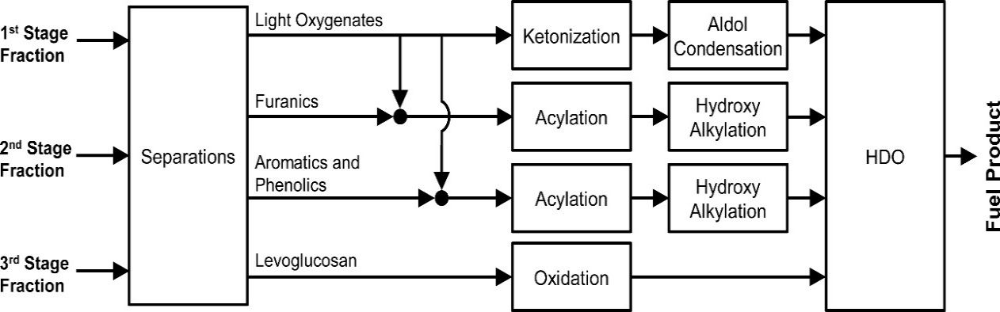 1st Stage
Fraction
2nd Stage
Fraction
3rd Stage
Fraction
Separations
Light Oxygenates
Furanics
Aromatics and
Phenolics
Levoglucosan
Ketonization
Aldol
Condensation
Acylation
Hydroxy
Alkylation
Acylation
Hydroxy
Alkylation
Oxidation
HDO
Fuel Product